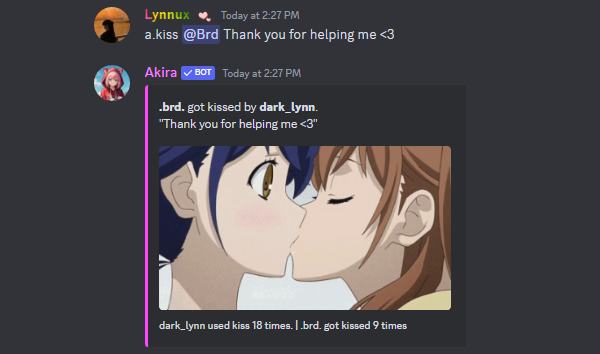 Lynnux Today at 2:27 PM
a.kiss @Brd Thank you for helping me <3
Akira ✓ BOT Today at 2:27 PM
.brd. got kissed by dark_lynn.
"Thank you for helping me <3"
dark_lynn used kiss 18 times. | .brd. got kissed 9 times